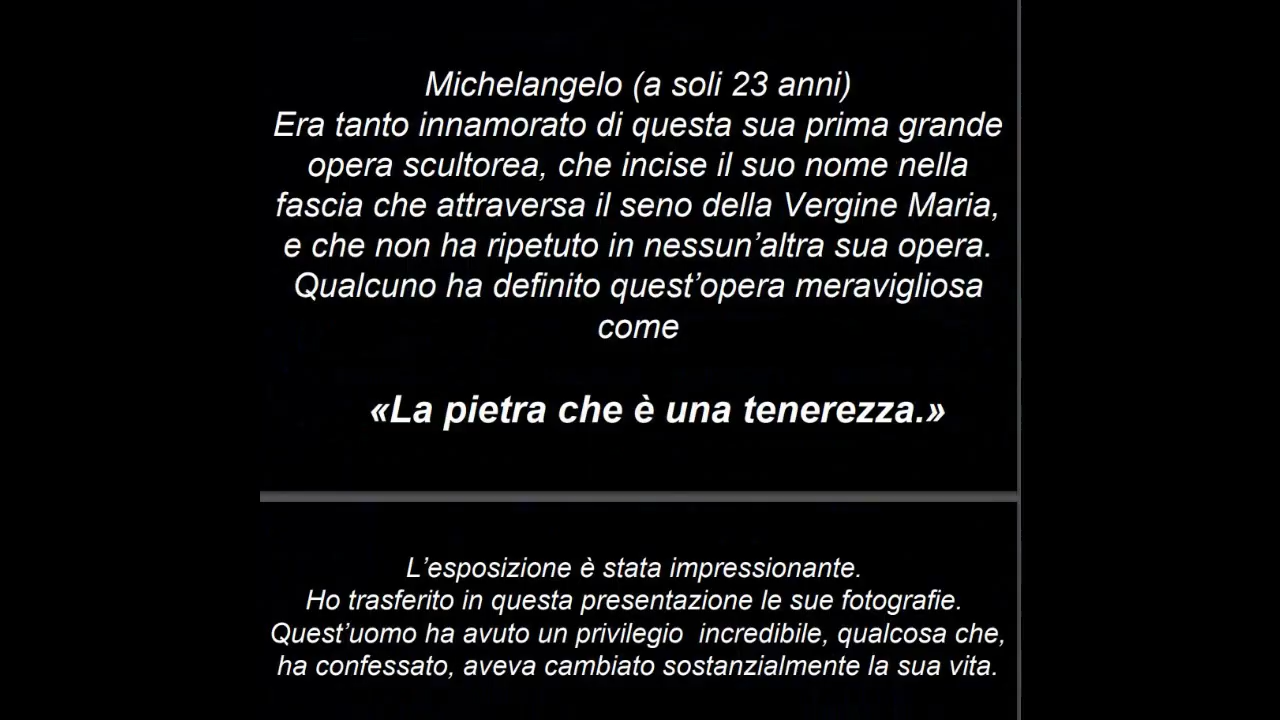 Michelangelo (a soli 23 anni)
Era tanto innamorato di questa sua prima grande
opera scultorea, che incise il suo nome nella
fascia che attraversa il seno della Vergine Maria,
e che non ha ripetuto in nessun’altra sua opera.
Qualcuno ha definito quest’opera meravigliosa
come
«La pietra che è una tenerezza.»
L’esposizione è stata impressionante.
Ho trasferito in questa presentazione le sue fotografie.
Quest’uomo ha avuto un privilegio  incredibile, qualcosa che,
ha confessato, aveva cambiato sostanzialmente la sua vita.